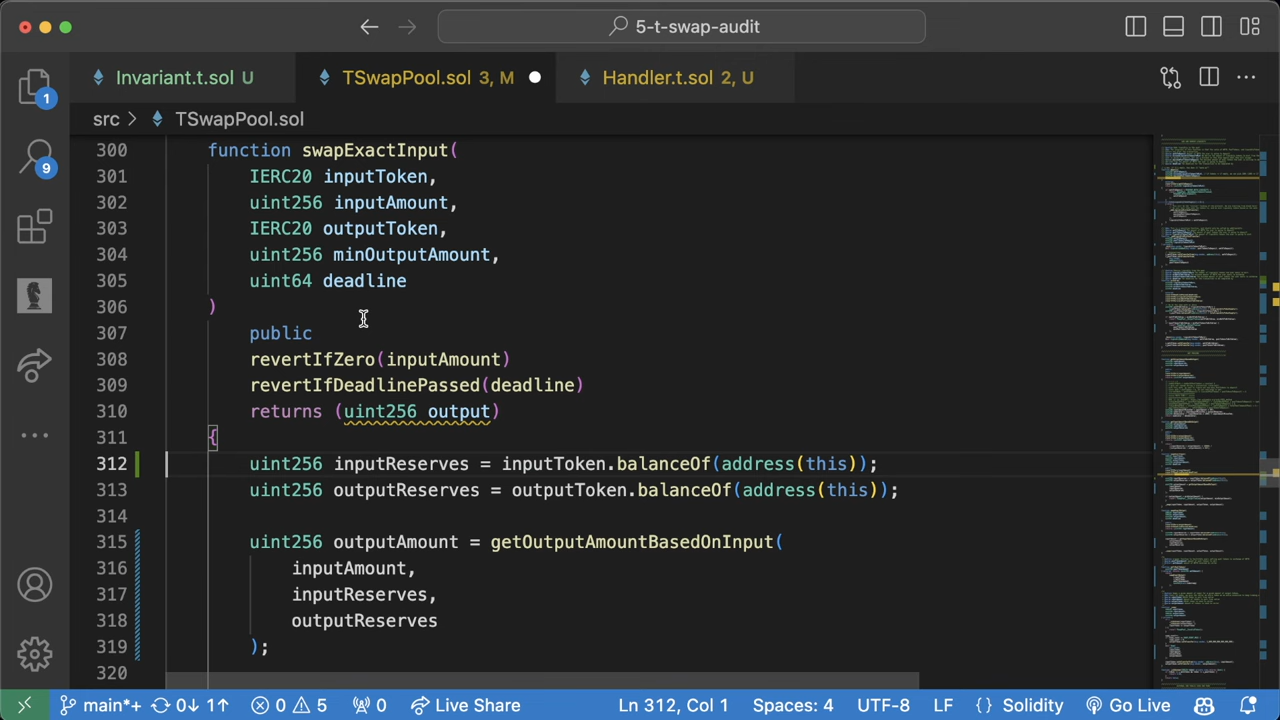 5-t-swap-audit
Invariant.t.sol U
TSwapPool.sol 3, M
Handler.t.sol 2, U
1
src > TSwapPool.sol
9
300 function swapExactInput(
301 IERC20 inputToken,
302 uint256 inputAmount,
303 IERC20 outputToken,
304 uint256 minOutputAmount,
305 uint64 deadline
306 )
307 public
308 revertIfZero(inputAmount)
309 revertIfDeadlinePassed(deadline)
310 returns (uint256 output)
311 {
312 uint256 inputReserves = inputToken.balanceOf(address(this));
313 uint256 outputReserves = outputToken.balanceOf(address(this));
314
315 uint256 outputAmount = getOutputAmountBasedOnInput(
316 inputAmount,
317 inputReserves,
318 outputReserves
319 );
320
main*+ 0↓ 1↑ 0 5 0 Live Share Ln 312, Col 1 Spaces: 4 UTF-8 LF {} Solidity Go Live